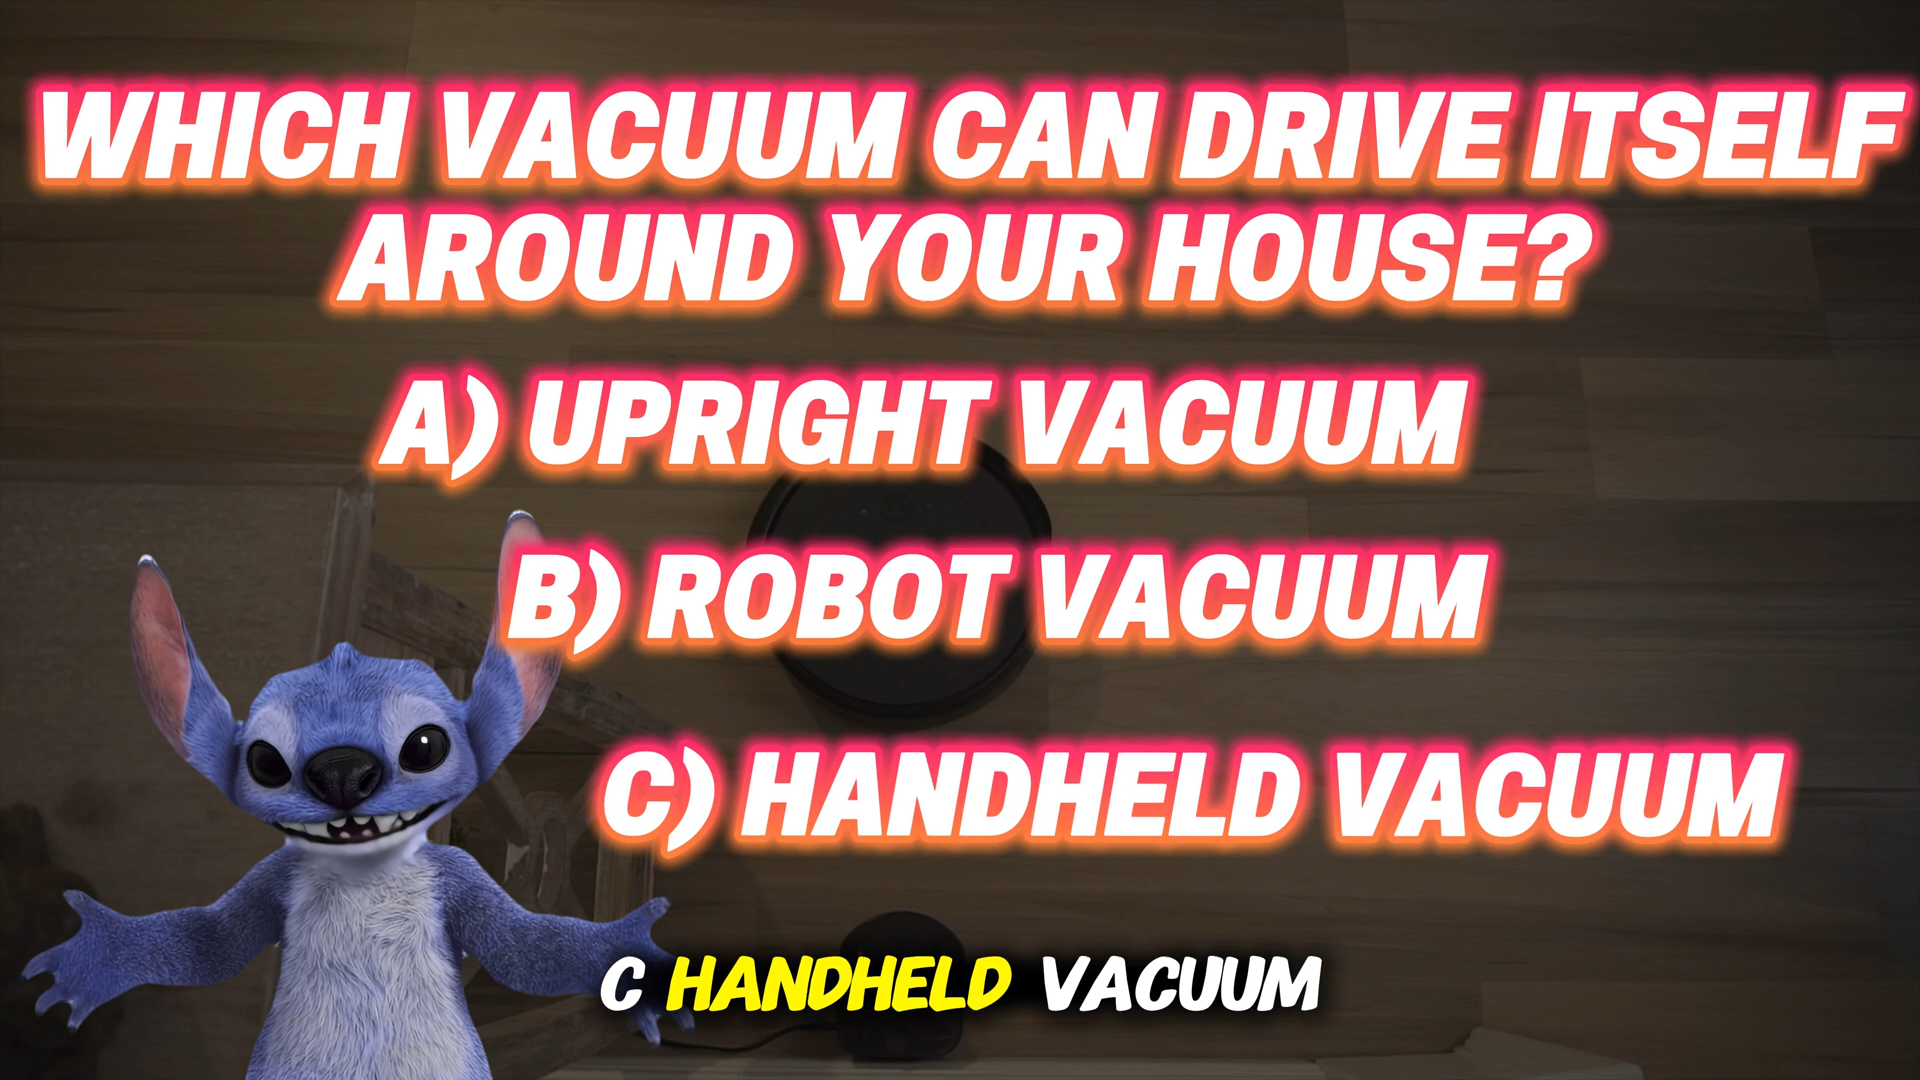 WHICH VACUUM CAN DRIVE ITSELF
AROUND YOUR HOUSE?
A) UPRIGHT VACUUM
B) ROBOT VACUUM
C) HANDHELD VACUUM
C HANDHELD VACUUM